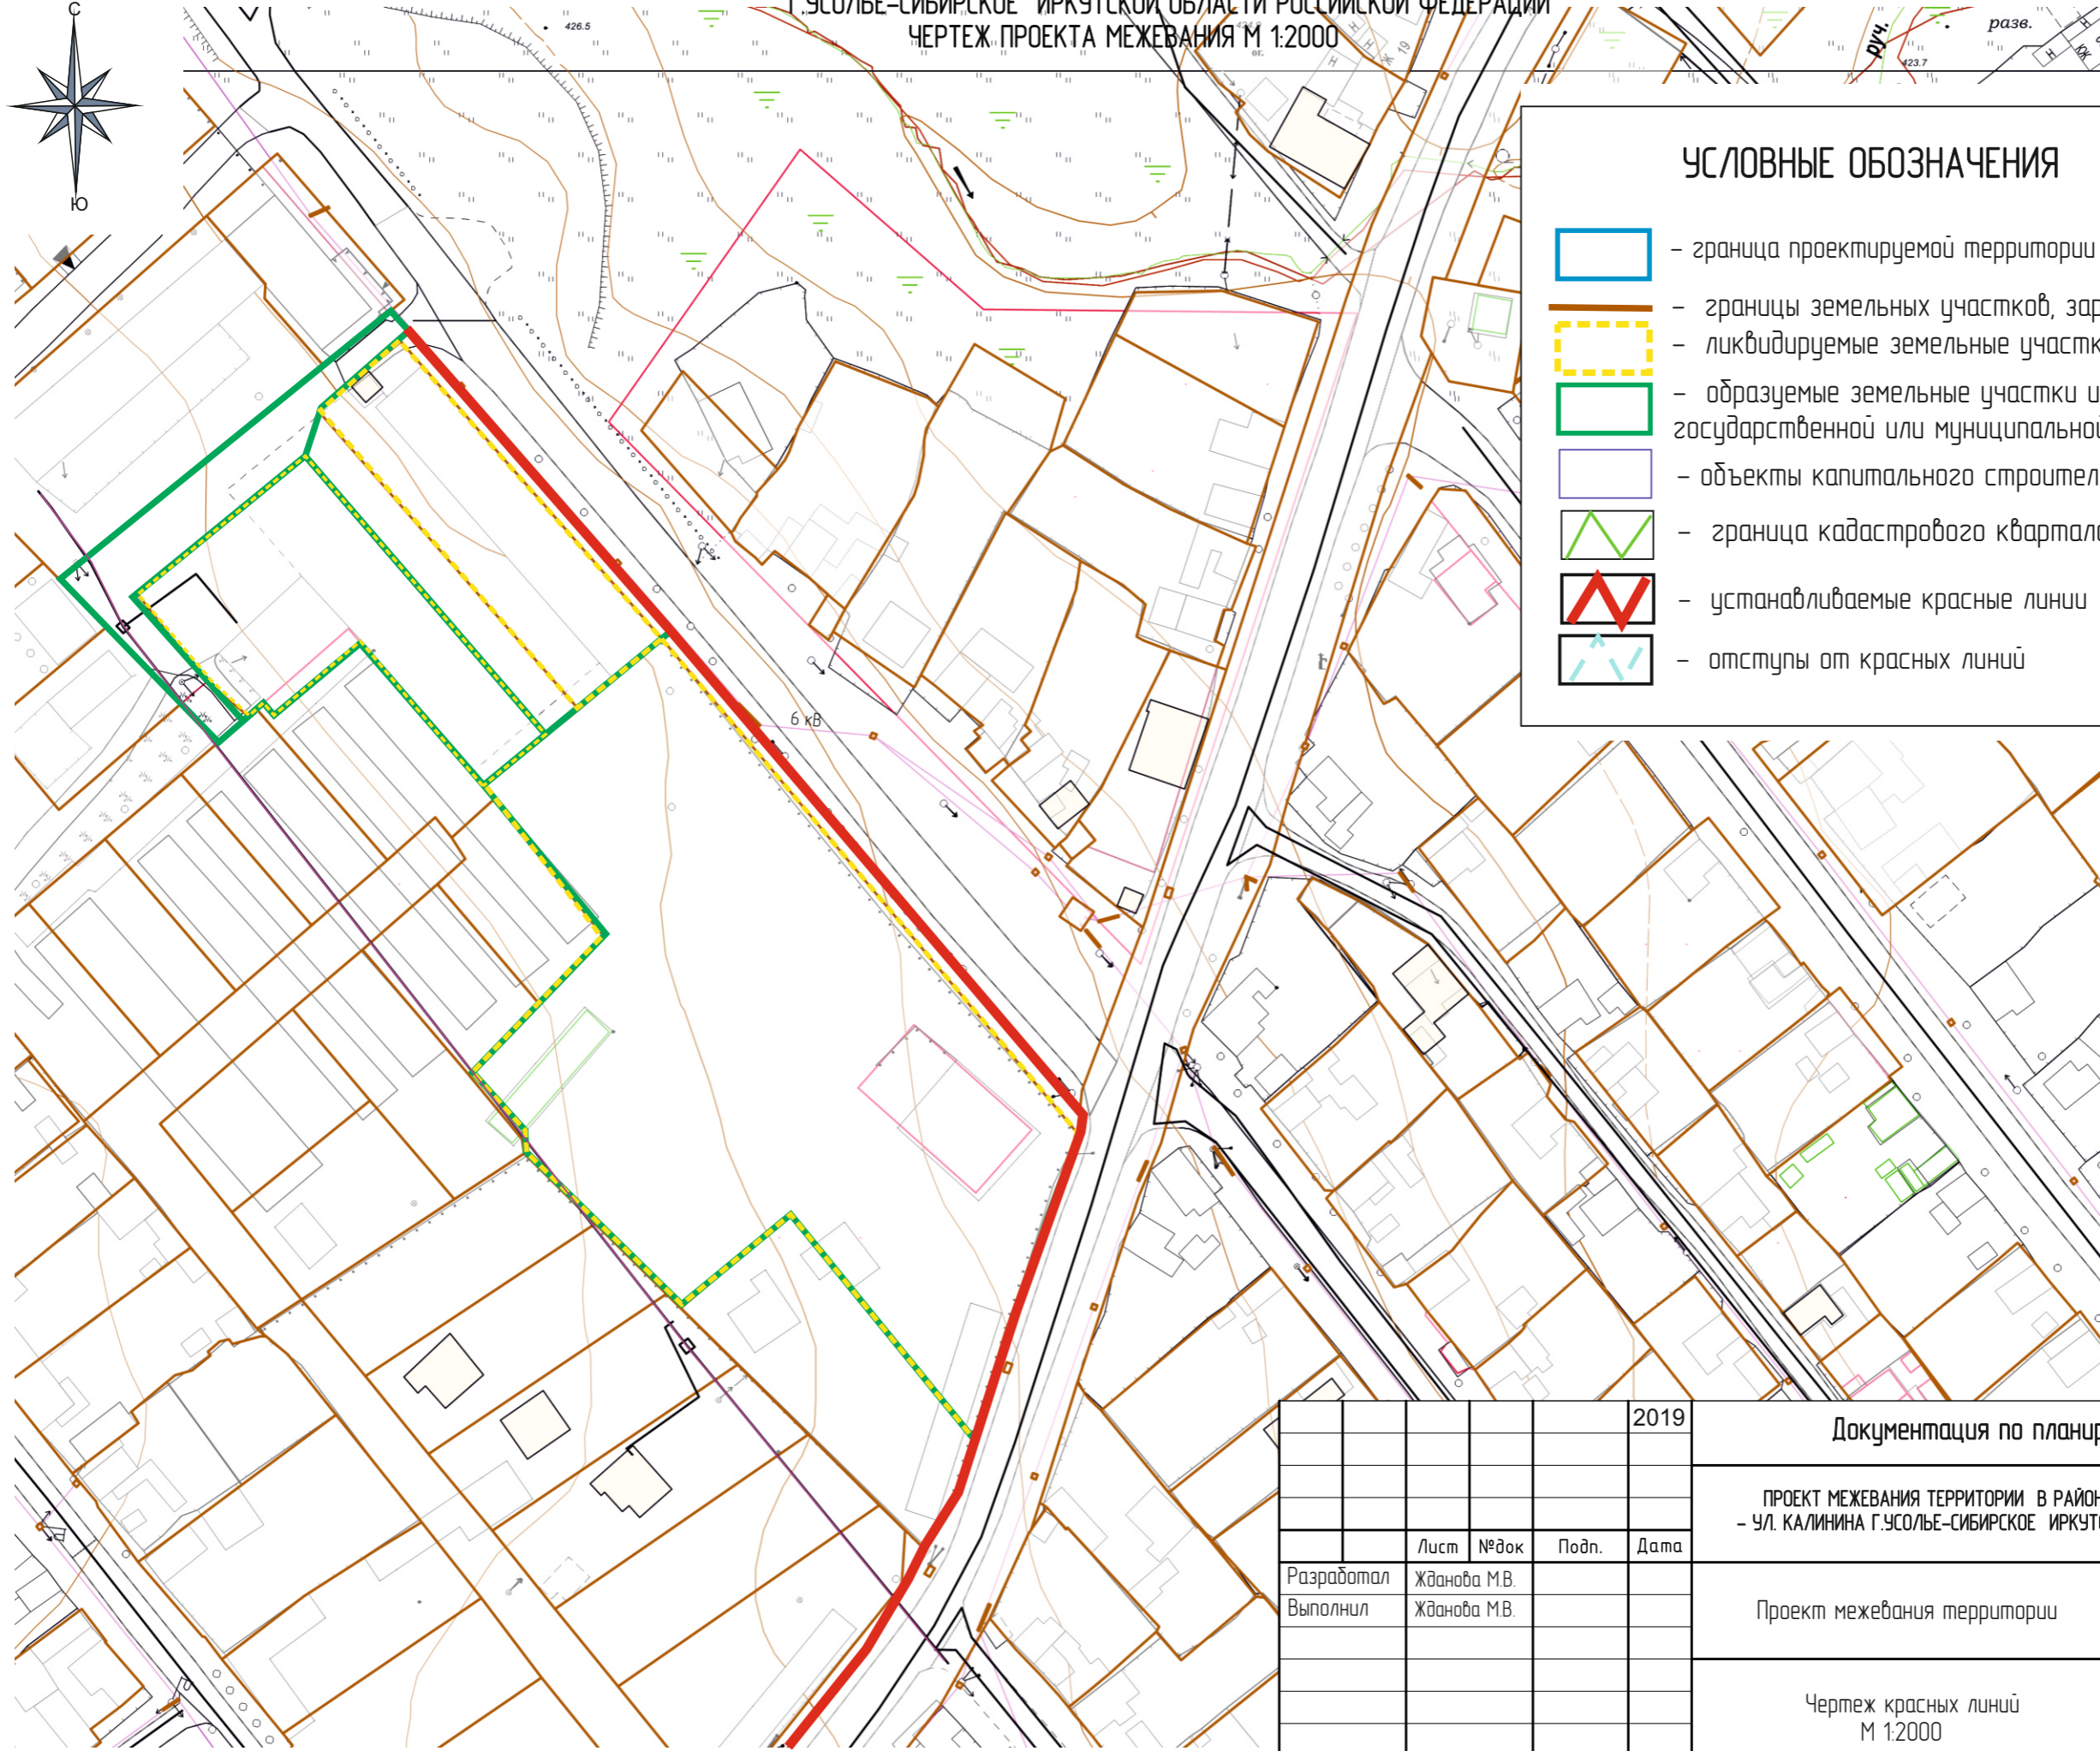 Г.УСОЛЬЕ-СИБИРСКОЕ ИРКУТСКОЙ ОБЛАСТИ РОССИЙСКОЙ ФЕДЕРАЦИИ
ЧЕРТЕЖ ПРОЕКТА МЕЖЕВАНИЯ М 1:2000
С
Ю
426.5
Н
Н
Ж 19
руч.
разв.
423.7
Н
КЖ
Н
УСЛОВНЫЕ ОБОЗНАЧЕНИЯ
- граница проектируемой территории
- границы земельных участков, зар
- ликвидируемые земельные участк
- образуемые земельные участки и
государственной или муниципальной
- объекты капитального строител
- граница кадастрового квартал
- устанавливаемые красные линии
- отступы от красных линий
6 кВ
2019
Документация по планир
ПРОЕКТ МЕЖЕВАНИЯ ТЕРРИТОРИИ В РАЙОН
- УЛ. КАЛИНИНА Г.УСОЛЬЕ-СИБИРСКОЕ ИРКУТ
Лист №док Подп. Дата
Разработал Жданова М.В.
Выполнил Жданова М.В.
Проект межевания территории
Чертеж красных линий
М 1:2000